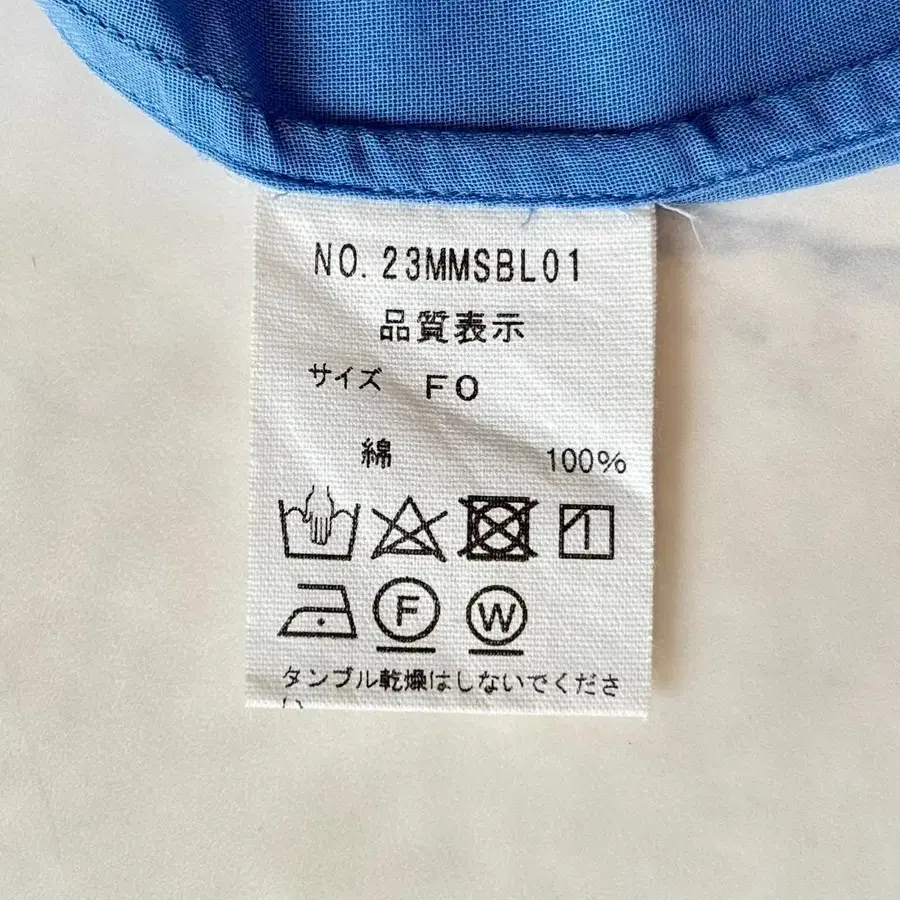 NO. 23MMSBL01
品質表示
サイズ FO
綿 100%
F W
タンブル乾燥はしないでくださ
い